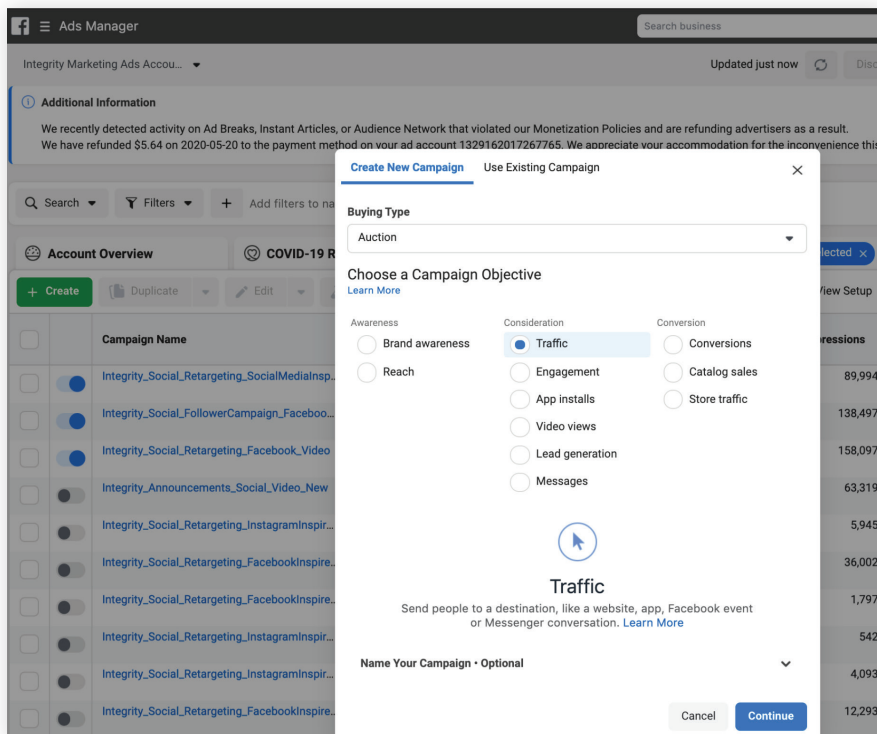 f Ads Manager
Search business
Integrity Marketing Ads Accou...
Updated just now
Additional Information
We recently detected activity on Ad Breaks, Instant Articles, or Audience Network that violated our Monetization Policies and are refunding advertisers as a result.
We have refunded $5.64 on 2020-05-20 to the payment method on your ad account 1329162017267765. We appreciate your accommodation for the inconvenience this
Create New Campaign
Use Existing Campaign
Search
Filters
+ Add filters to na
Buying Type
Auction
Account Overview
COVID-19 R
Choose a Campaign Objective
Learn More
+ Create
Duplicate
Edit
View Setup
Awareness
Consideration
Conversion
Brand awareness
Traffic
Conversions
Reach
Engagement
Catalog sales
App installs
Store traffic
Video views
Lead generation
Messages
Traffic
Send people to a destination, like a website, app, Facebook event
or Messenger conversation. Learn More
Name Your Campaign • Optional
Cancel
Continue
Campaign Name
Integrity_Social_Retargeting_SocialMediaInsp...
89,994
Integrity_Social_FollowerCampaign_Faceboo...
138,497
Integrity_Social_Retargeting_Facebook_Video
158,097
Integrity_Announcements_Social_Video_New
63,319
Integrity_Social_Retargeting_InstagramInspir...
5,945
Integrity_Social_Retargeting_FacebookInspire...
36,002
Integrity_Social_Retargeting_FacebookInspire...
1,797
Integrity_Social_Retargeting_InstagramInspir...
542
Integrity_Social_Retargeting_InstagramInspir...
4,093
Integrity_Social_Retargeting_FacebookInspire...
12,293